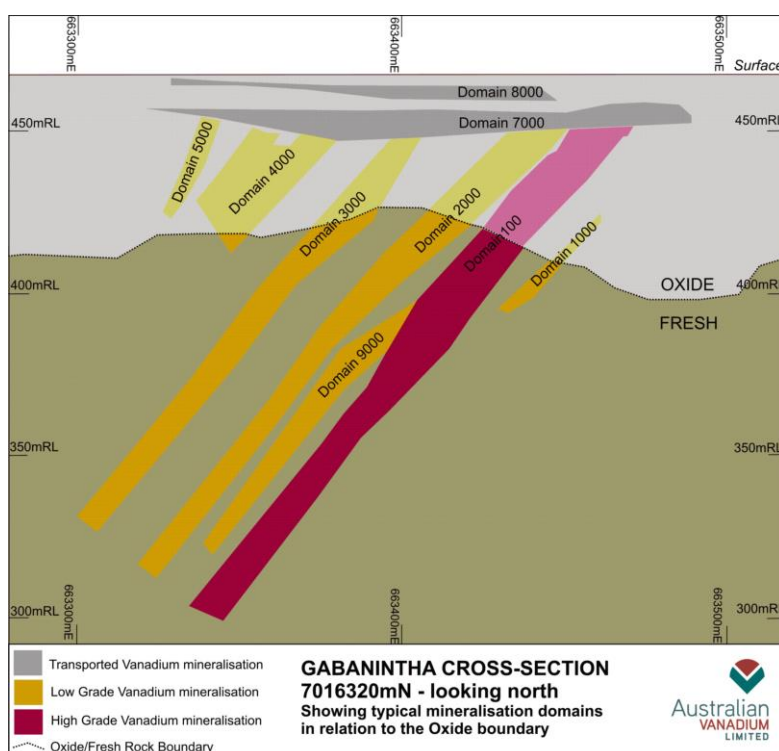 663300mE
663400mE
663500mE
Surface
Domain 8000
Domain 7000
450mRL
450mRL
Domain 5000
Domain 4000
Domain 3000
Domain 2000
Domain100
Domain 1000
OXIDE
400mRL
400mRL
FRESH
Domain 9000
350mRL
350mRL
300mRL
300mRL
663300mE
663400mE
663500mE
Transported Vanadium mineralisation
Low Grade Vanadium mineralisation
High Grade Vanadium mineralisation
Oxide/Fresh Rock Boundary
GABANINTHA CROSS-SECTION
7016320mN - looking north
Showing typical mineralisation domains
in relation to the Oxide boundary
Australian
VANADIUM
LIMITED